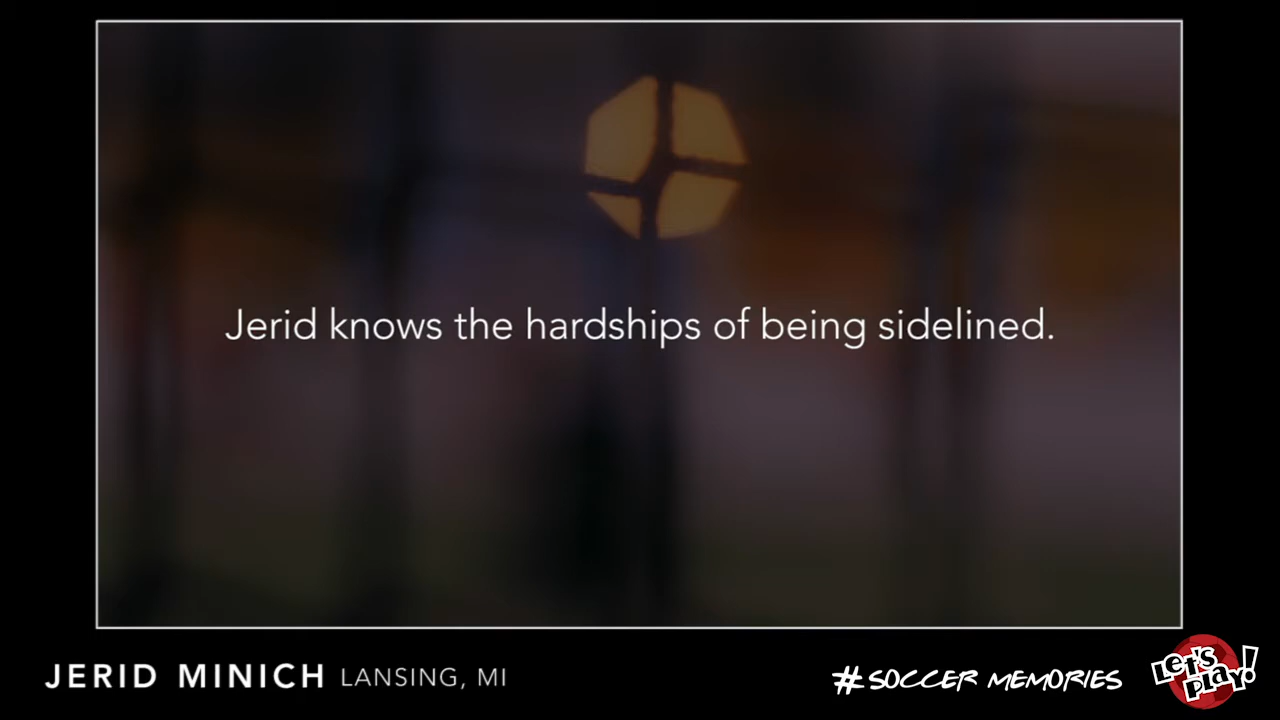 Jerid knows the hardships of being sidelined.
JERID MINICH LANSING, MI
#SOCCER MEMORIES
LET'S
PLAY!